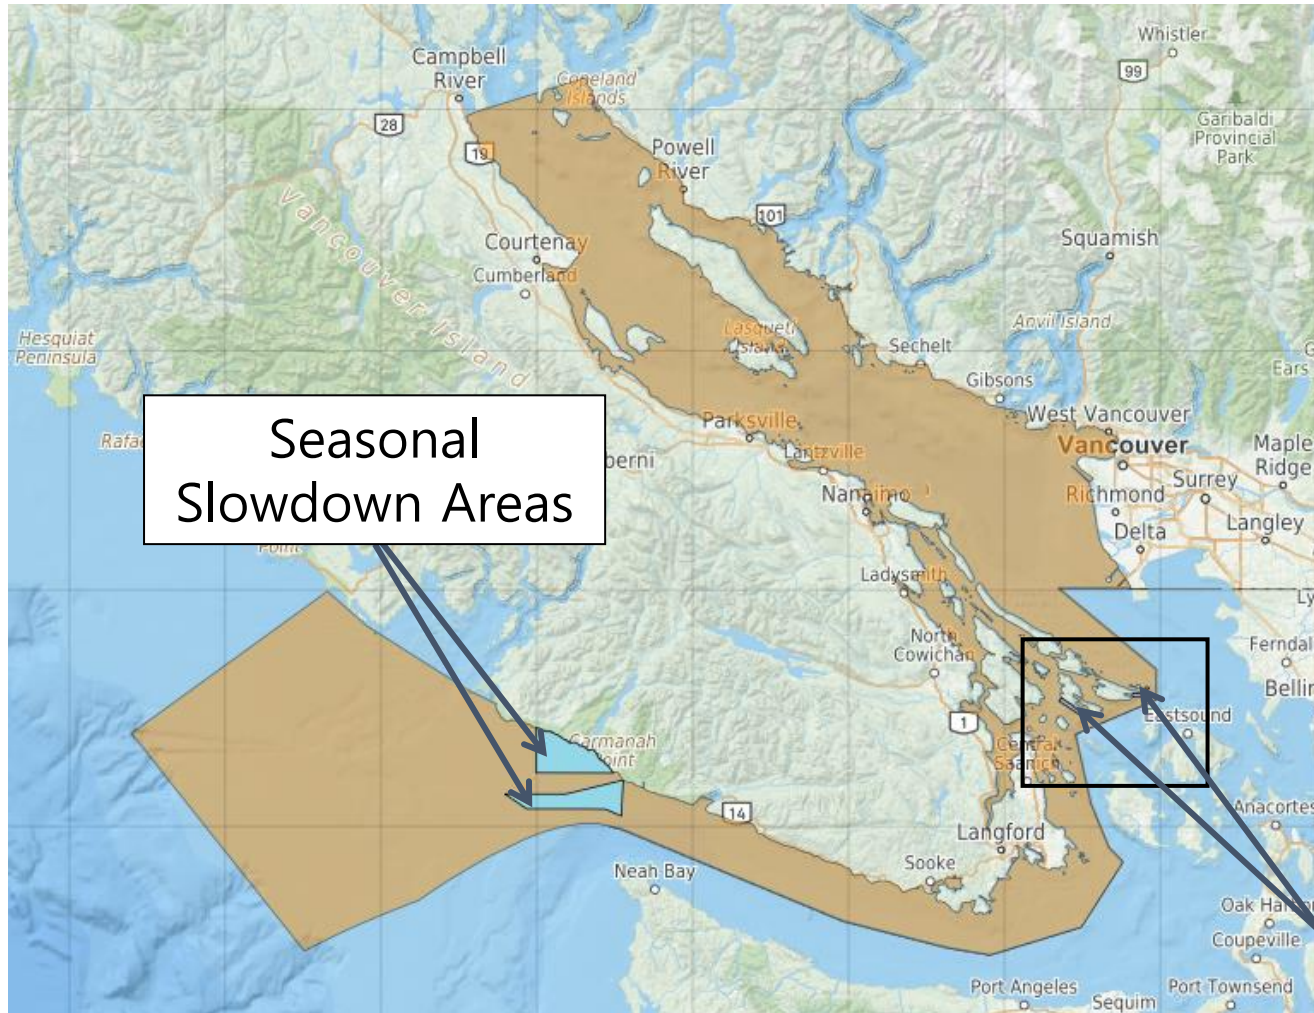 Whistler
Campbell
River
99
Copeland
Islands
28
Garibaldi
Provincial
Park
19
Powell
River
Vancouver Island
101
Courtenay
Squamish
Cumberland
Hesquiat
Peninsula
Anvil Island
Lasqueti
Island
Sechelt
Ears
Gibsons
Seasonal
Slowdown Areas
Parksville
West Vancouver
Vancouver
Maple
Ridge
Lantzville
berni
Surrey
Nanaimo
Richmond
Delta
Langley
Point
Ladysmith
North
Cowichan
Carmanah
Point
1
Eastsound
Central
Saanich
14
Anacortes
Langford
Sooke
Neah Bay
Oak Harbor
Coupeville
Port Angeles
Port Townsend
Sequim